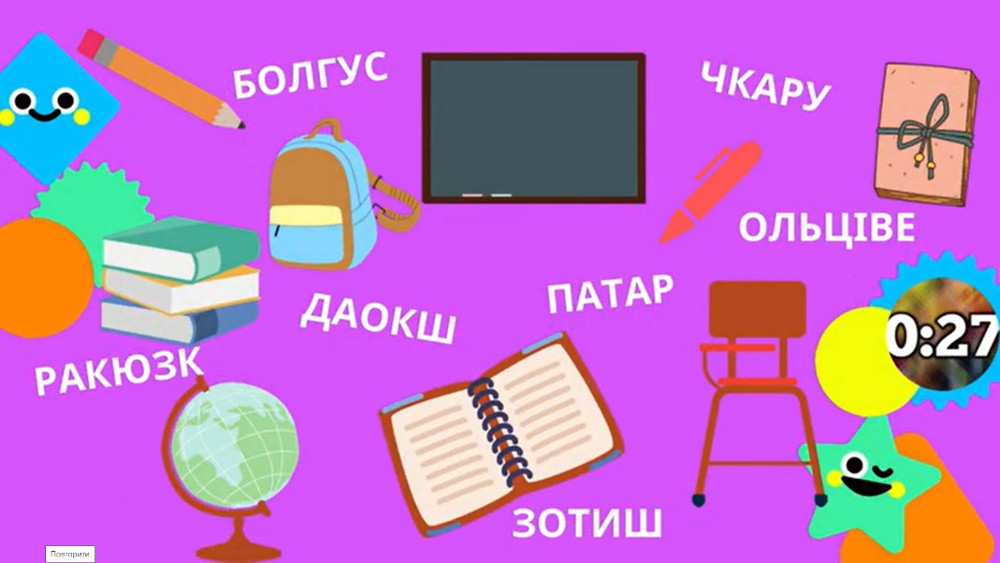 БОЛГУС
ЧКАРУ
ОЛЬЦІВЕ
ПАТАР
ДАОКШ
0:27
РАКЮЗК
ЗОТИШ
Повторити